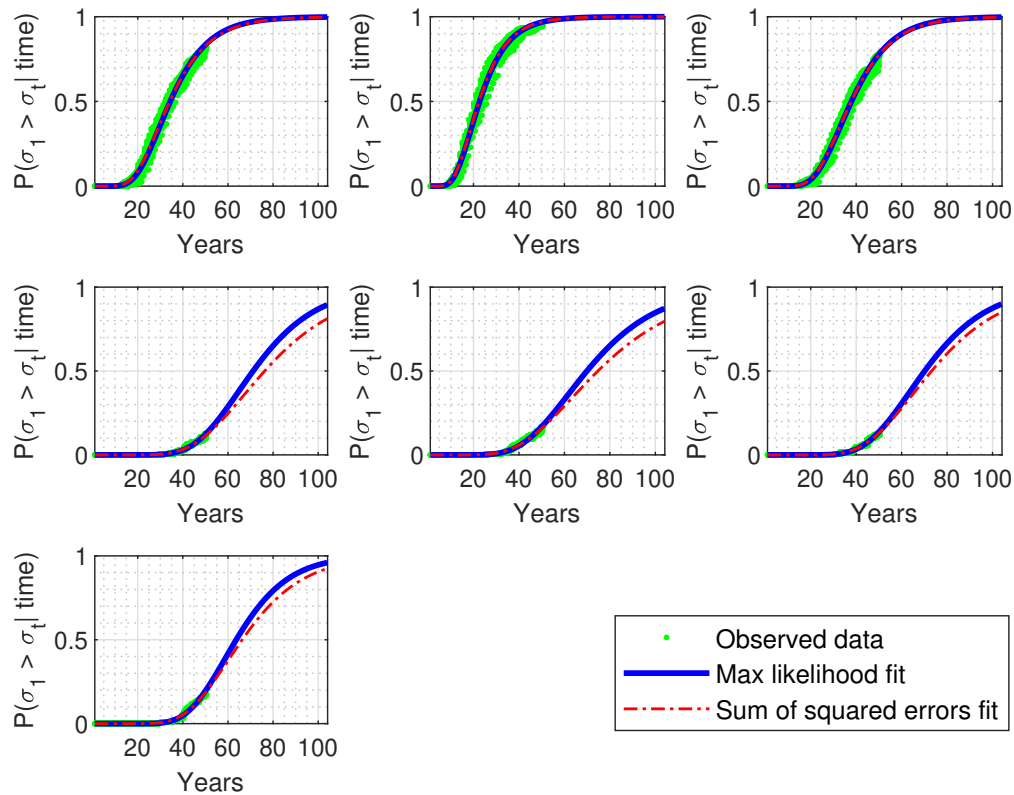 P(σ1 > σt| time)
1
0.5
0
20 40 60 80 100
Years
P(σ1 > σt| time)
1
0.5
0
20 40 60 80 100
Years
P(σ1 > σt| time)
1
0.5
0
20 40 60 80 100
Years
P(σ1 > σt| time)
1
0.5
0
20 40 60 80 100
Years
P(σ1 > σt| time)
1
0.5
0
20 40 60 80 100
Years
P(σ1 > σt| time)
1
0.5
0
20 40 60 80 100
Years
P(σ1 > σt| time)
1
0.5
0
20 40 60 80 100
Years
Observed data
Max likelihood fit
Sum of squared errors fit